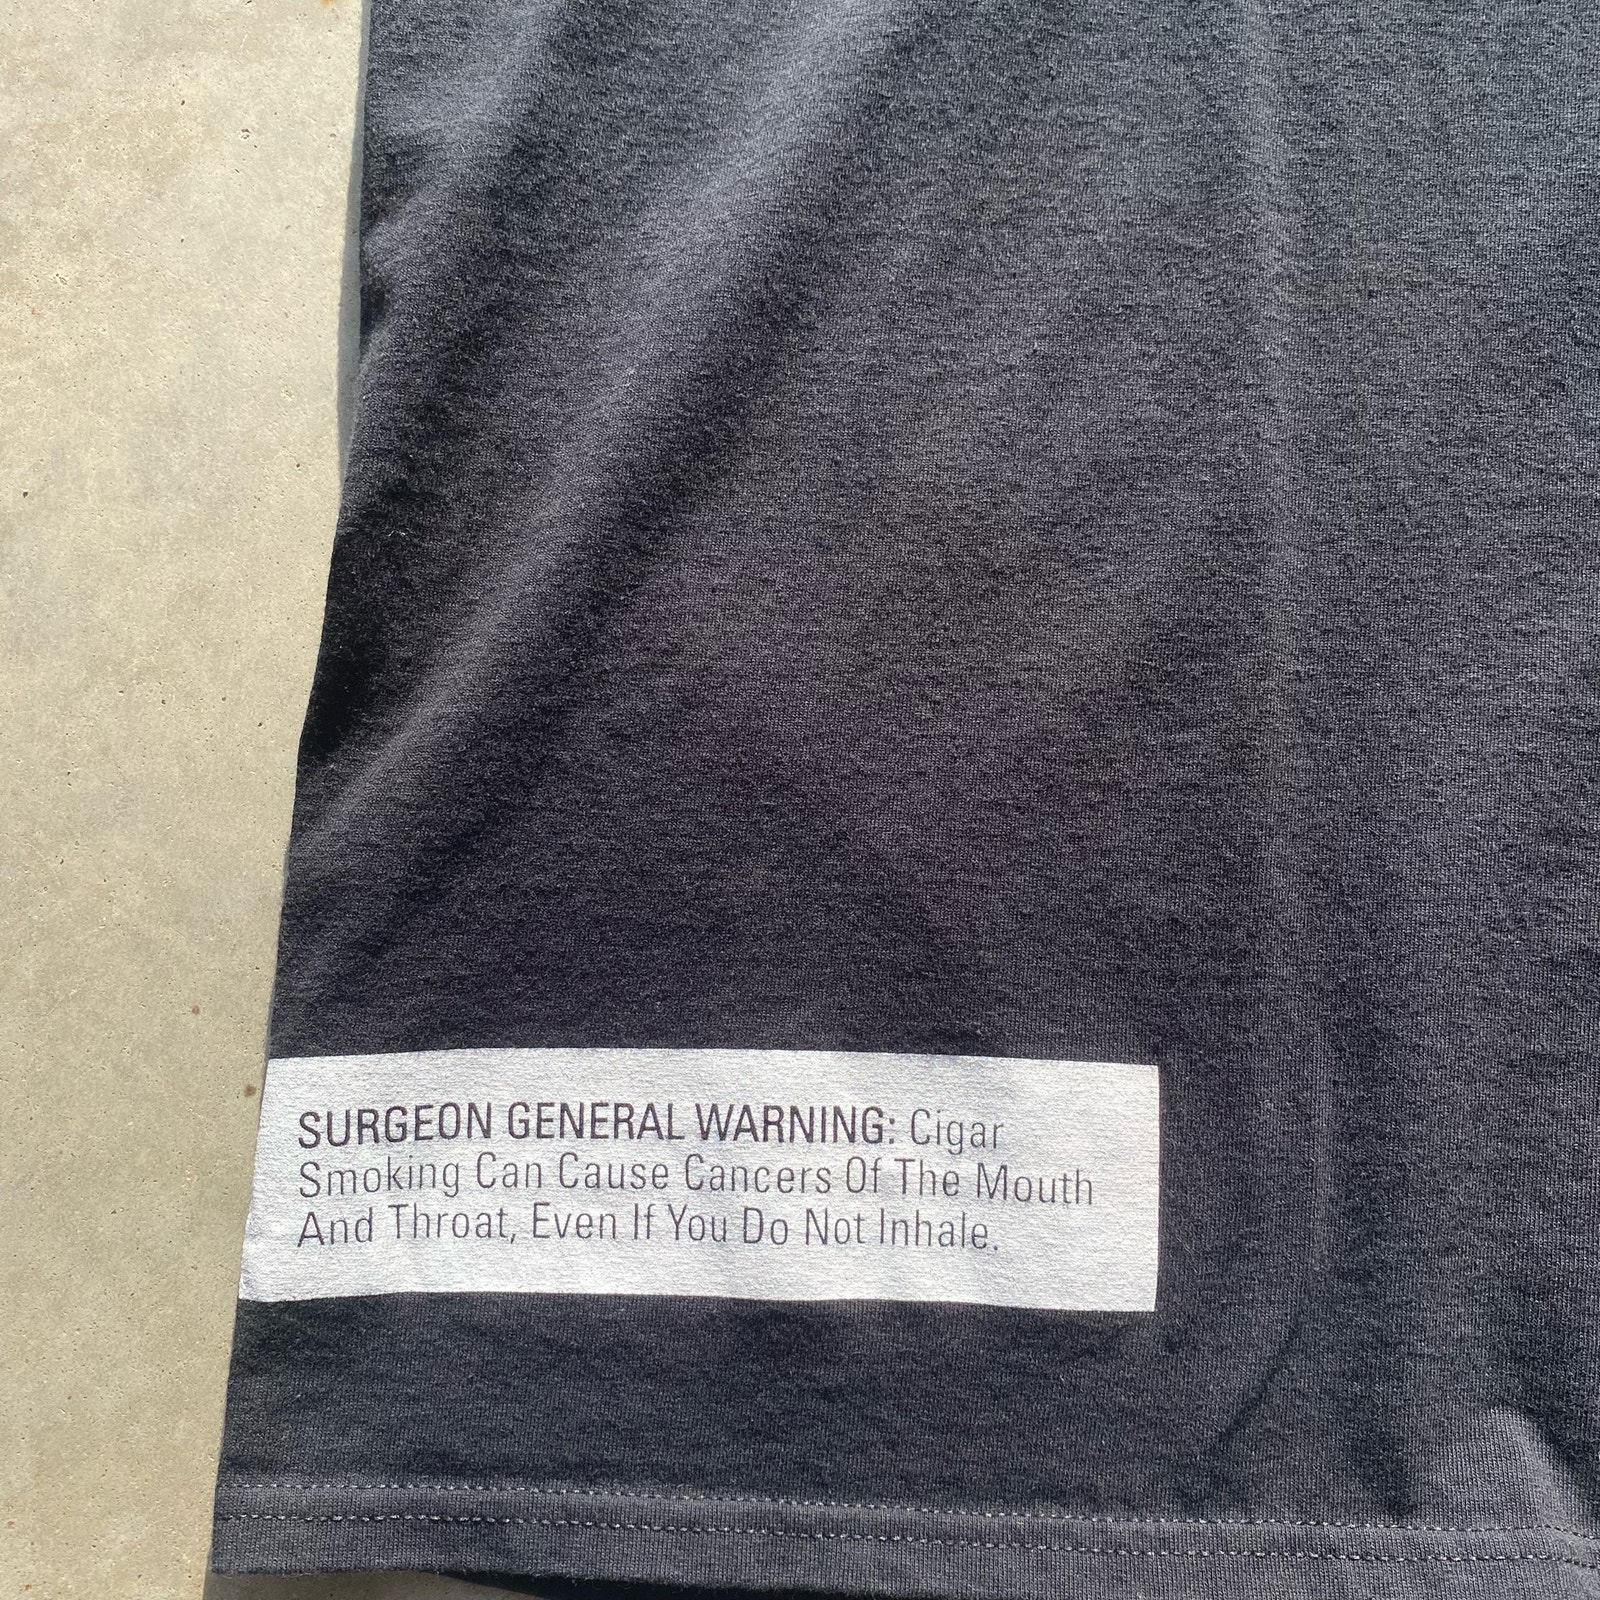 SURGEON GENERAL WARNING: Cigar
Smoking Can Cause Cancers Of The Mouth
And Throat, Even If You Do Not Inhale.